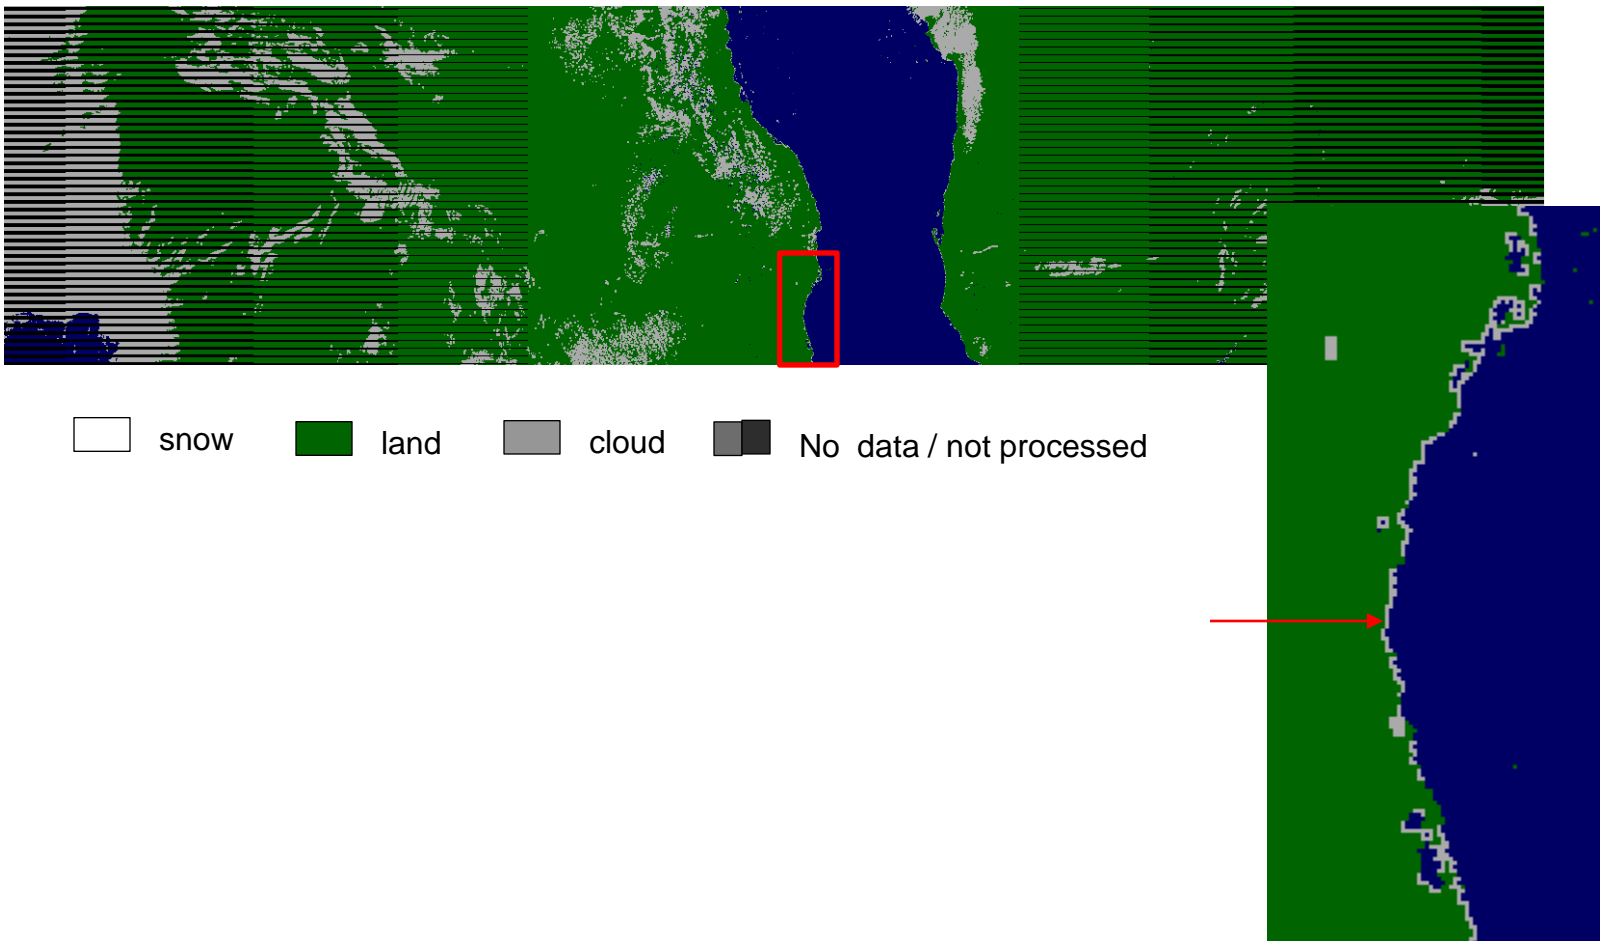 snow
land
cloud
No data / not processed